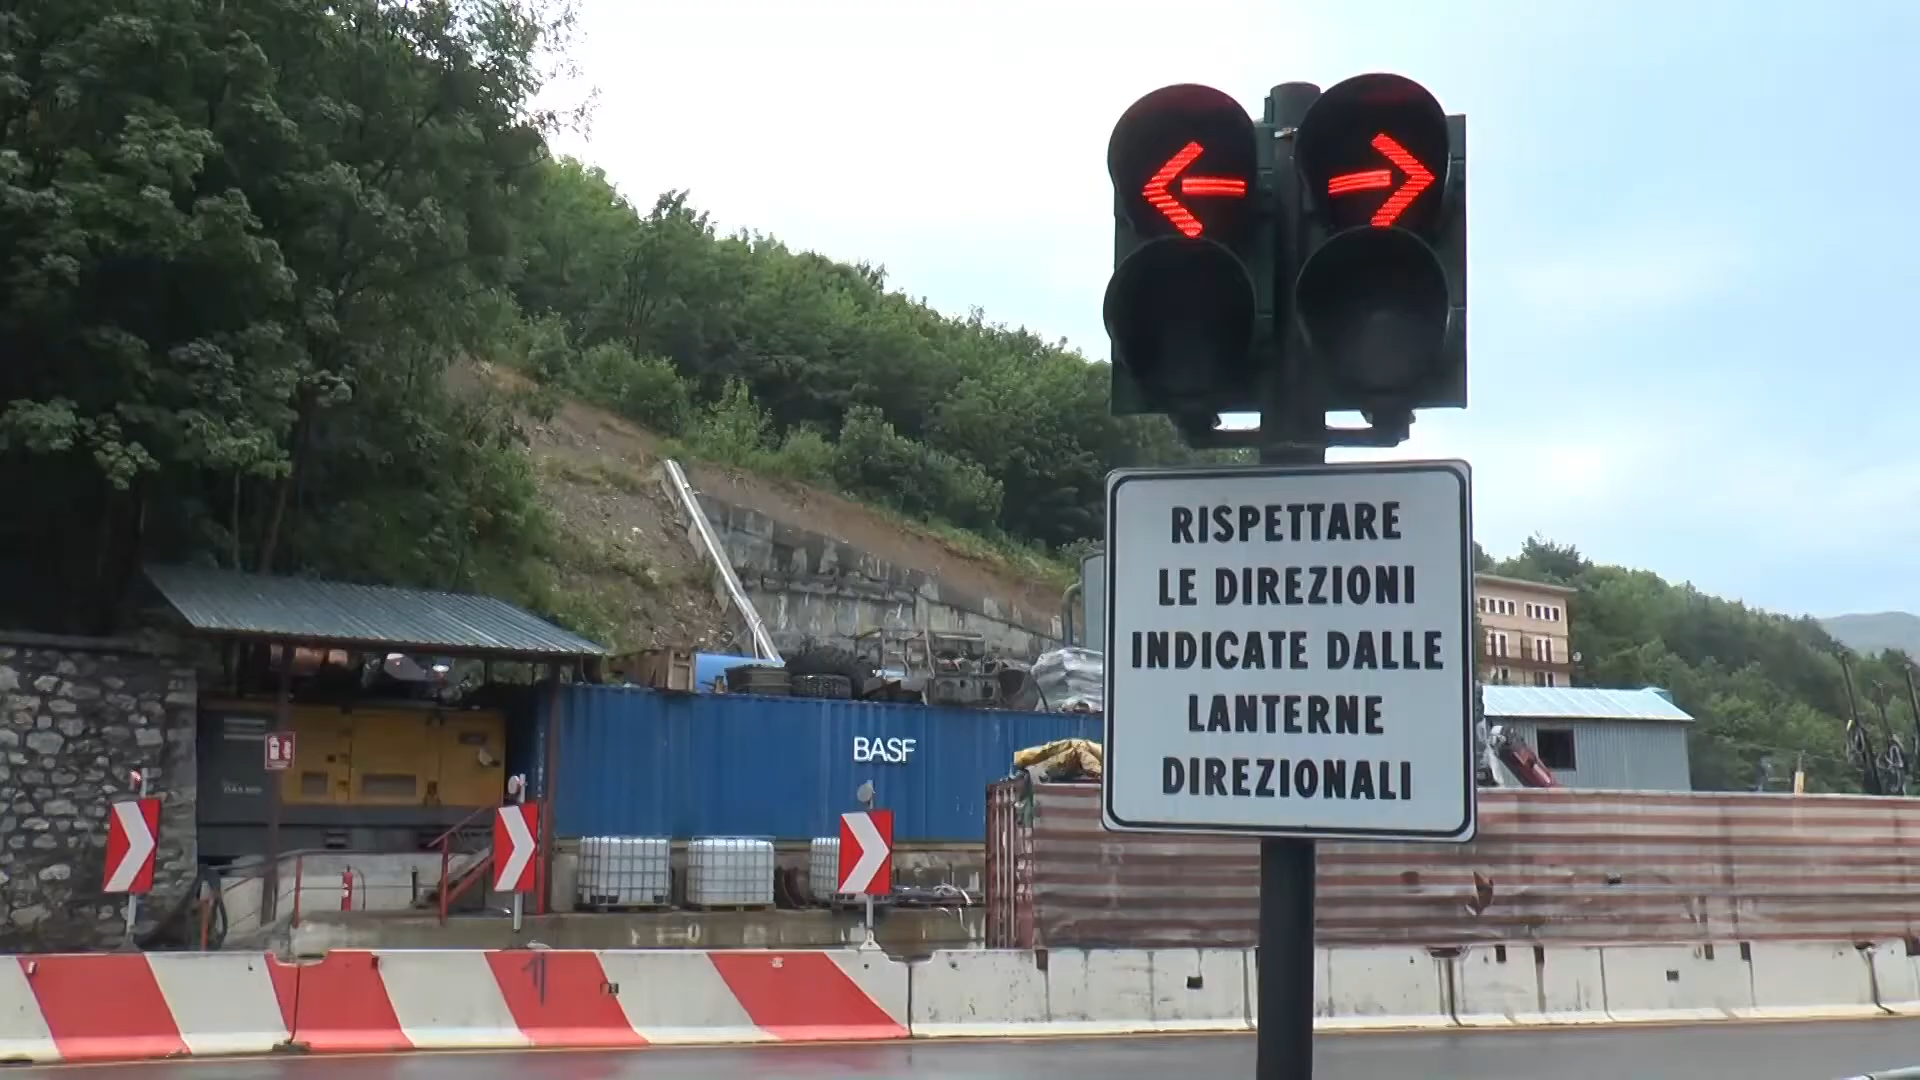 RISPETTARE
LE DIREZIONI
INDICATE DALLE
LANTERNE
DIREZIONALI
BASF